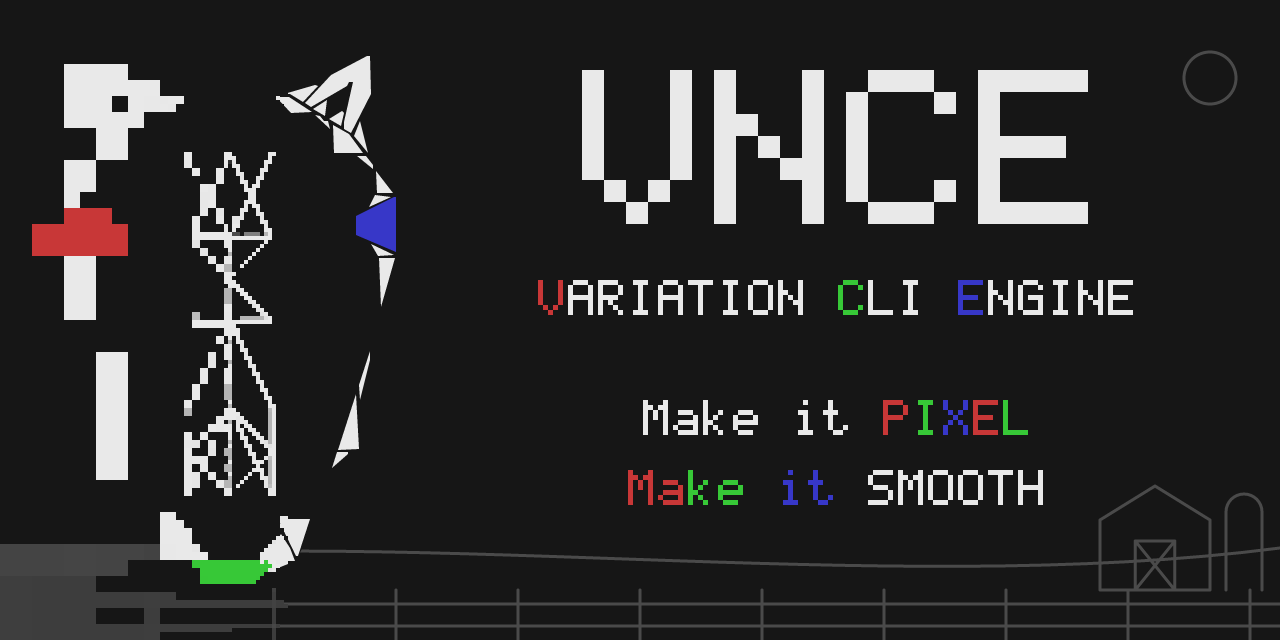 VNCE
VARIATION CLI ENGINE
Make it PIXEL
Make it SMOOTH